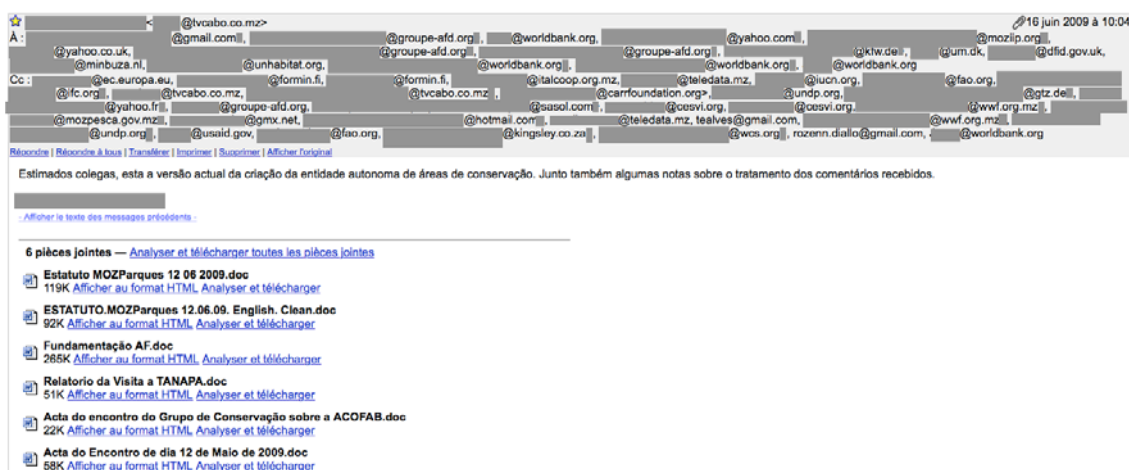 < @tvcabo.co.mz> 16 juin 2009 à 10:04
À : @gmail.com, @groupe-afd.org, @worldbank.org, @yahoo.com, @moziip.org,
@yahoo.co.uk, @groupe-afd.org, @groupe-afd.org, @kfw.de, @um.dk, @dfid.gov.uk,
@minbuza.nl, @unhabitat.org, @worldbank.org, @worldbank.org, @worldbank.org
Cc : @ec.europa.eu, @formin.fi, @formin.fi, @italcoop.org.mz, @teledata.mz, @iucn.org, @fao.org,
@ifc.org, @tvcabo.co.mz, @tvcabo.co.mz, @carrfoundation.org>, @undp.org, @gtz.de,
@yahoo.fr, @groupe-afd.org, @sasol.com, @cesvi.org, @cesvi.org, @wwf.org.mz,
@mozpesca.gov.mz, @gmx.net, @hotmail.com, @teledata.mz, tealves@gmail.com, @wwf.org.mz,
@undp.org, @usaid.gov, @fao.org, @kingsley.co.za, @wcs.org, rozenn.diallo@gmail.com, @worldbank.org
Répondre | Répondre à tous | Transférer | Imprimer | Supprimer | Afficher l'original
Estimados colegas, esta a versão actual da criação da entidade autonoma de áreas de conservação. Junto também algumas notas sobre o tratamento dos comentários recebidos.
- Afficher le texte des messages précédents -
6 pièces jointes — Analyser et télécharger toutes les pièces jointes
Estatuto MOZParques 12 06 2009.doc
119K Afficher au format HTML Analyser et télécharger
ESTATUTO.MOZParques 12.06.09. English. Clean.doc
92K Afficher au format HTML Analyser et télécharger
Fundamentação AF.doc
265K Afficher au format HTML Analyser et télécharger
Relatorio da Visita a TANAPA.doc
51K Afficher au format HTML Analyser et télécharger
Acta do encontro do Grupo de Conservação sobre a ACOFAB.doc
22K Afficher au format HTML Analyser et télécharger
Acta do Encontro de dia 12 de Maio de 2009.doc
58K Afficher au format HTML Analyser et télécharger